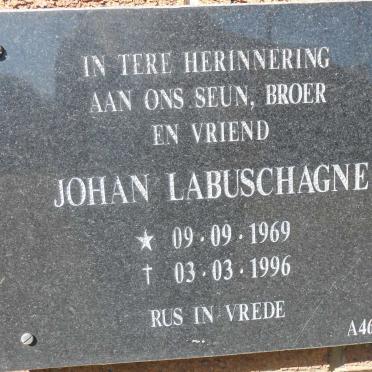 IN TERE HERINNERING
AAN ONS SEUN, BROER
EN VRIEND
JOHAN LABUSCHAGNE
★ 09·09·1969
† 03·03·1996
RUS IN VREDE
A46